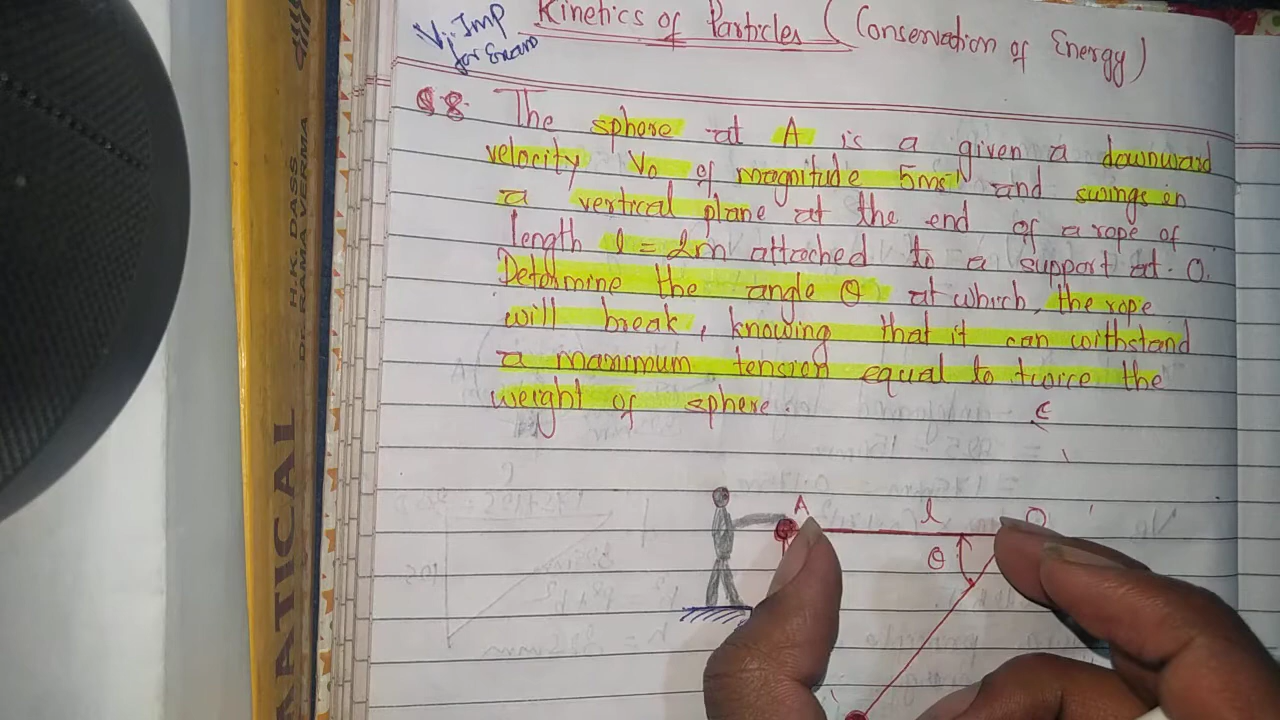 V. Imp
for Exam
Kinetics of Particles (Conservation of Energy)
Q 8. The sphere at A is a given a downward
velocity V₀ of magnitude 5ms⁻¹ and swings in
a vertical plane at the end of a rope of
length l = 2m attached to a support at O.
Determine the angle θ at which, the rope
will break, knowing that it can withstand
a maximum tension equal to twice the
weight of sphere.
A
l
O
θ
H.K. DASS
DR. RAMA VERMA
MATICAL